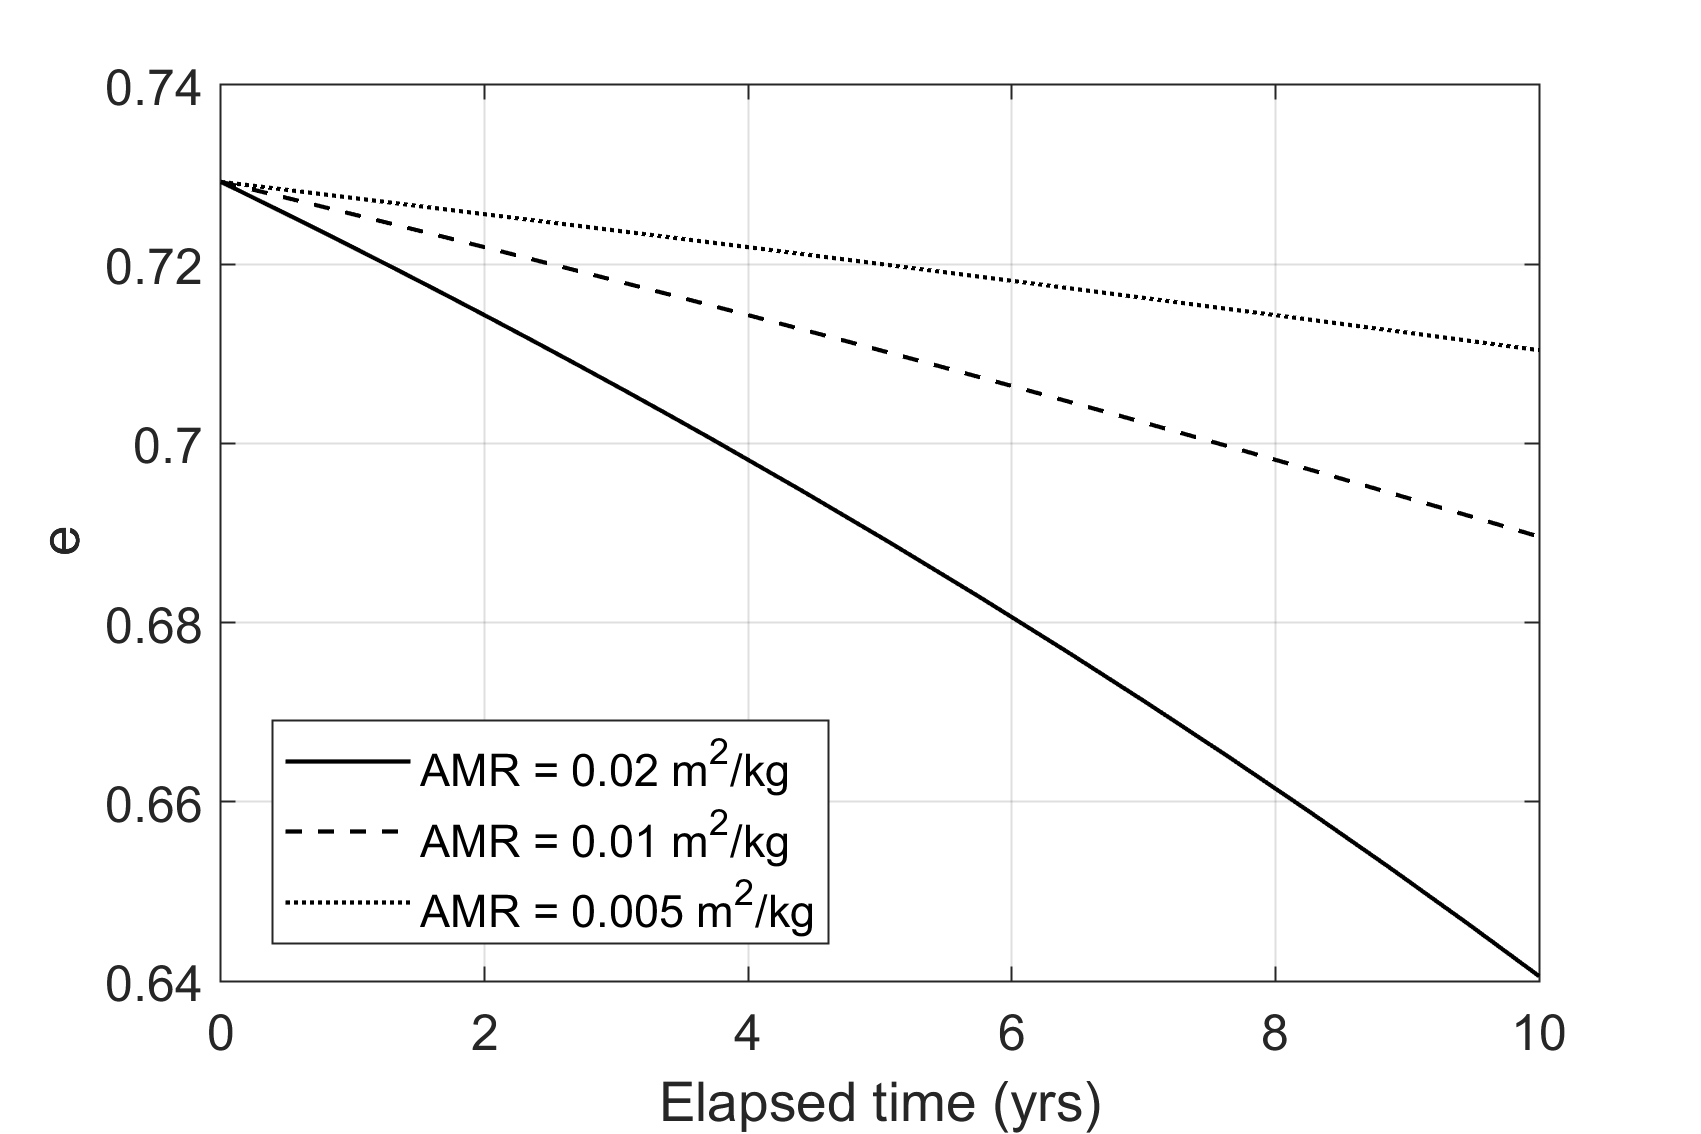 0.74
0.72
0.7
0.68
0.66
0.64
e
AMR = 0.02 m²/kg
AMR = 0.01 m²/kg
AMR = 0.005 m²/kg
0 2 4 6 8 10
Elapsed time (yrs)